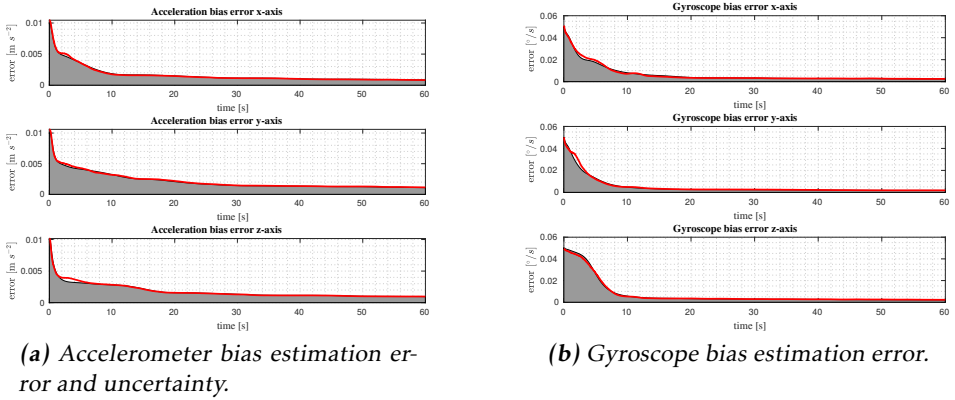 Acceleration bias error x-axis
0.01
0.005
0
error [m s⁻²]
0 10 20 30 40 50 60
time [s]
Acceleration bias error y-axis
0.01
0.005
0
error [m s⁻²]
0 10 20 30 40 50 60
time [s]
Acceleration bias error z-axis
0.01
0.005
0
error [m s⁻²]
0 10 20 30 40 50 60
time [s]
(a) Accelerometer bias estimation er-
ror and uncertainty.
Gyroscope bias error x-axis
0.06
0.04
0.02
0
error [°/s]
0 10 20 30 40 50 60
time [s]
Gyroscope bias error y-axis
0.06
0.04
0.02
0
error [°/s]
0 10 20 30 40 50 60
time [s]
Gyroscope bias error z-axis
0.06
0.04
0.02
0
error [°/s]
0 10 20 30 40 50 60
time [s]
(b) Gyroscope bias estimation error.